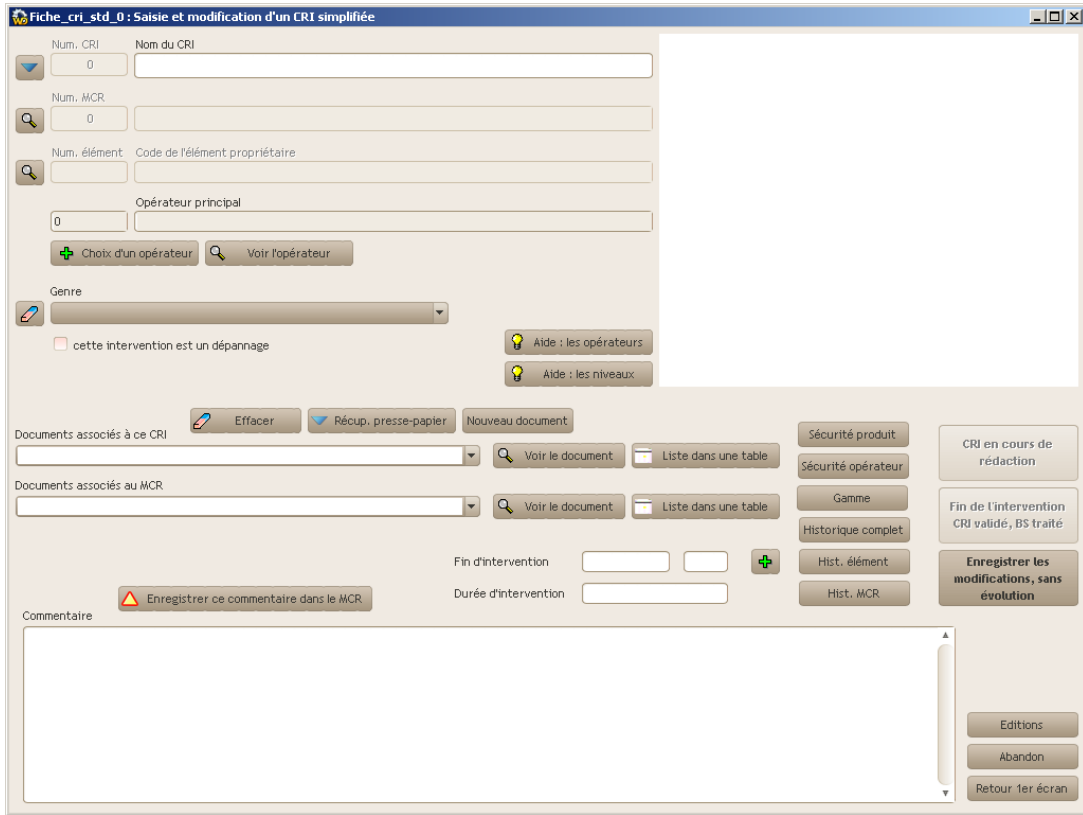 Fiche_cri_std_0 : Saisie et modification d'un CRI simplifiée
Num. CRI
Nom du CRI
0
Num. MCR
0
Num. élément
Code de l'élément propriétaire
Opérateur principal
0
Choix d'un opérateur
Voir l'opérateur
Genre
cette intervention est un dépannage
Aide : les opérateurs
Aide : les niveaux
Effacer
Récup. presse-papier
Nouveau document
Documents associés à ce CRI
Voir le document
Liste dans une table
Documents associés au MCR
Voir le document
Liste dans une table
Sécurité produit
Sécurité opérateur
Gamme
Historique complet
Hist. élément
Hist. MCR
CRI en cours de
rédaction
Fin de l'intervention
CRI validé, BS traité
Enregistrer les
modifications, sans
évolution
Fin d'intervention
Durée d'intervention
Enregistrer ce commentaire dans le MCR
Commentaire
Editions
Abandon
Retour 1er écran